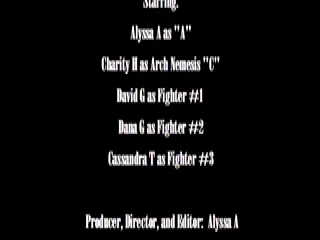 Starring:
Alyssa A as "A"
Charity H as Arch Nemesis "C"
David G as Fighter #1
Dana G as Fighter #2
Cassandra T as Fighter #3
Producer, Director, and Editor: Alyssa A